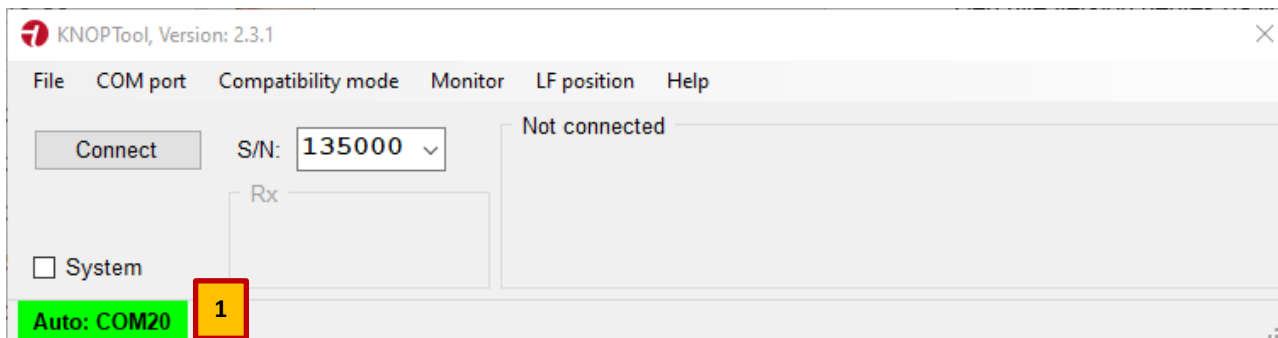 KNOPTool, Version: 2.3.1
File COM port Compatibility mode Monitor LF position Help
Connect S/N: 135000 Not connected
Rx
System
Auto: COM20 1